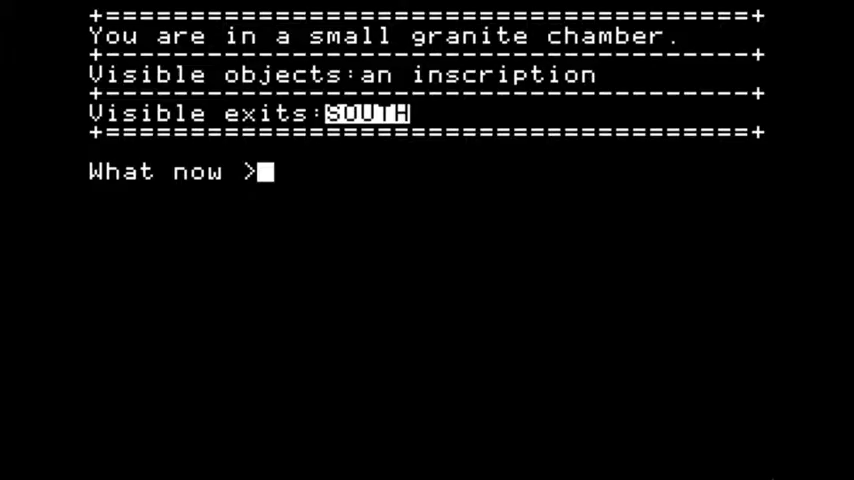 +======================================+
You are in a small granite chamber.
+--------------------------------------+
Visible objects:an inscription
+--------------------------------------+
Visible exits:SOUTH
+======================================+
What now >